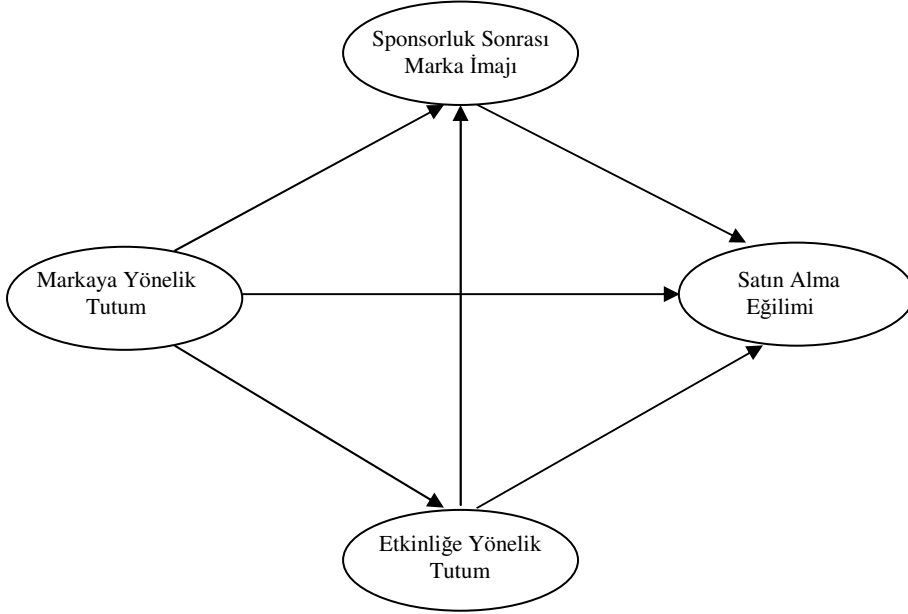 Sponsorluk Sonrası
Marka İmajı
Markaya Yönelik
Tutum
Satın Alma
Eğilimi
Etkinliğe Yönelik
Tutum